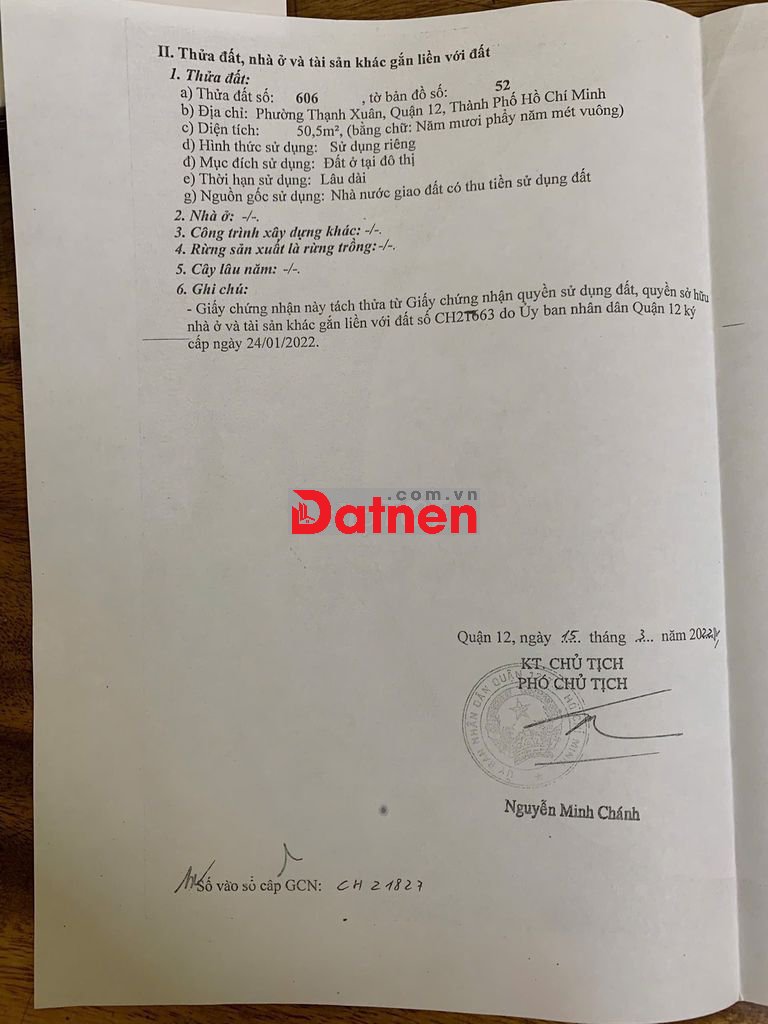 II. Thửa đất, nhà ở và tài sản khác gắn liền với đất
1. Thửa đất:
a) Thửa đất số: 606 , tờ bản đồ số: 52
b) Địa chỉ: Phường Thạnh Xuân, Quận 12, Thành Phố Hồ Chí Minh
c) Diện tích: 50,5m², (bằng chữ: Năm mươi phẩy năm mét vuông)
d) Hình thức sử dụng: Sử dụng riêng
đ) Mục đích sử dụng: Đất ở tại đô thị
e) Thời hạn sử dụng: Lâu dài
g) Nguồn gốc sử dụng: Nhà nước giao đất có thu tiền sử dụng đất
2. Nhà ở: -/-.
3. Công trình xây dựng khác: -/-.
4. Rừng sản xuất là rừng trồng: -/-.
5. Cây lâu năm: -/-.
6. Ghi chú:
- Giấy chứng nhận này tách thửa từ Giấy chứng nhận quyền sử dụng đất, quyền sở hữu
nhà ở và tài sản khác gắn liền với đất số CH21663 do Ủy ban nhân dân Quận 12 ký
cấp ngày 24/01/2022.
.com.vn
Datnen
Quận 12, ngày 15 tháng 3 năm 2022
KT. CHỦ TỊCH
PHÓ CHỦ TỊCH
ỦY BAN NHÂN DÂN QUẬN 12
Nguyễn Minh Chánh
Số vào sổ cấp GCN: CH 21827